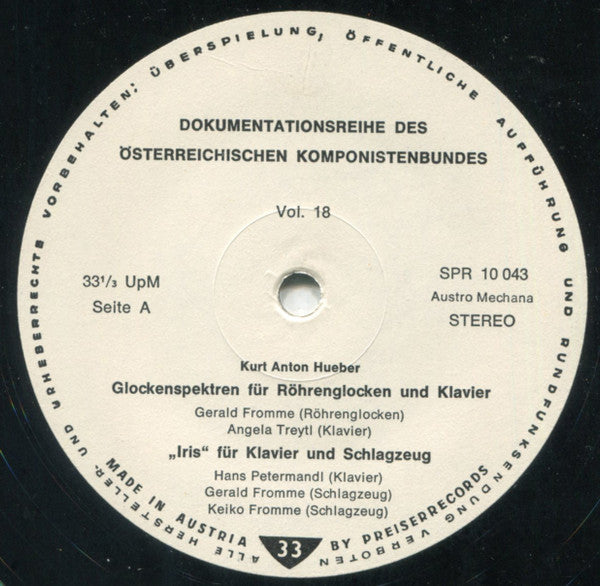 ALLE HERSTELLER- UND URHEBERRECHTE VORBEHALTEN; ÜBERSPIELUNG, ÖFFENTLICHE AUFFÜHRUNG UND RUNDFUNKSENDUNG VERBOTEN
DOKUMENTATIONSREIHE DES
ÖSTERREICHISCHEN KOMPONISTENBUNDES
Vol. 18
33⅓ UpM
Seite A
SPR 10 043
Austro Mechana
STEREO
Kurt Anton Hueber
Glockenspektren für Röhrenglocken und Klavier
Gerald Fromme (Röhrenglocken)
Angela Treytl (Klavier)
„Iris“ für Klavier und Schlagzeug
Hans Petermandl (Klavier)
Gerald Fromme (Schlagzeug)
Keiko Fromme (Schlagzeug)
MADE IN AUSTRIA
33
BY PREISERRECORDS